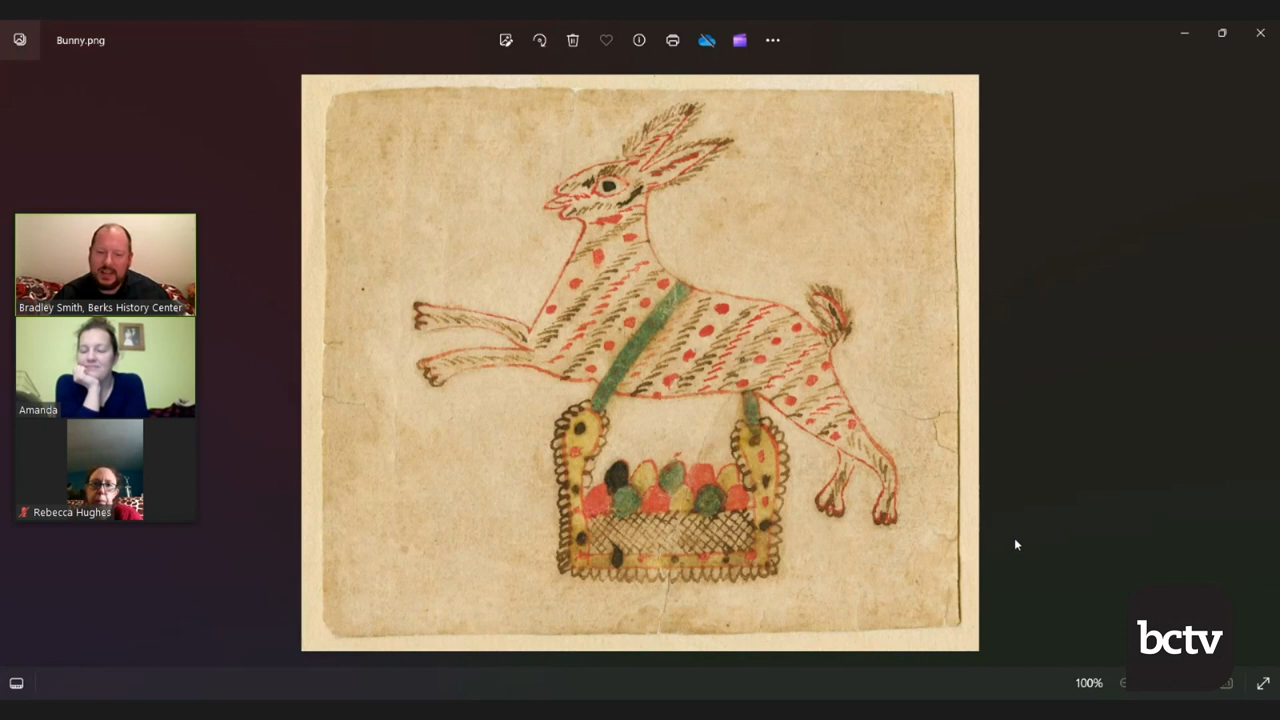 Bunny.png
Bradley Smith, Berks History Center
Amanda
Rebecca Hughes
bctv
100%